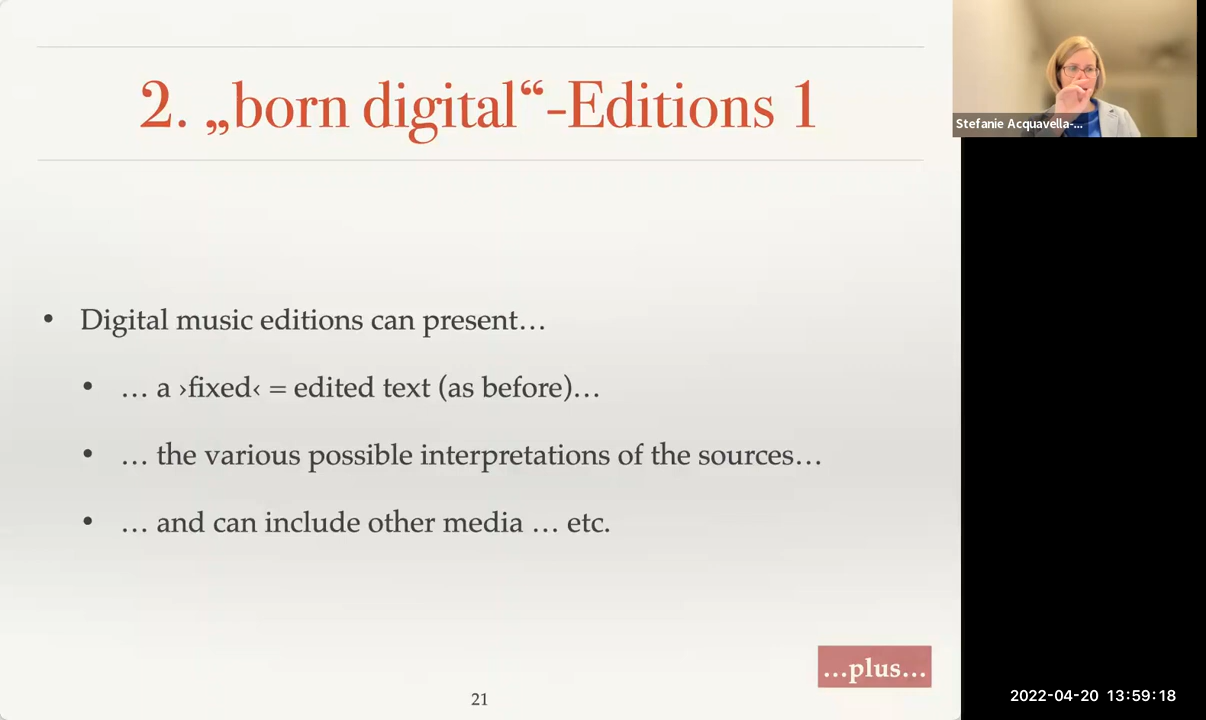 2. „born digital“-Editions 1
Stefanie Acquavella-...
• Digital music editions can present…
• … a ›fixed‹ = edited text (as before)…
• … the various possible interpretations of the sources…
• … and can include other media … etc.
…plus…
21
2022-04-20 13:59:18